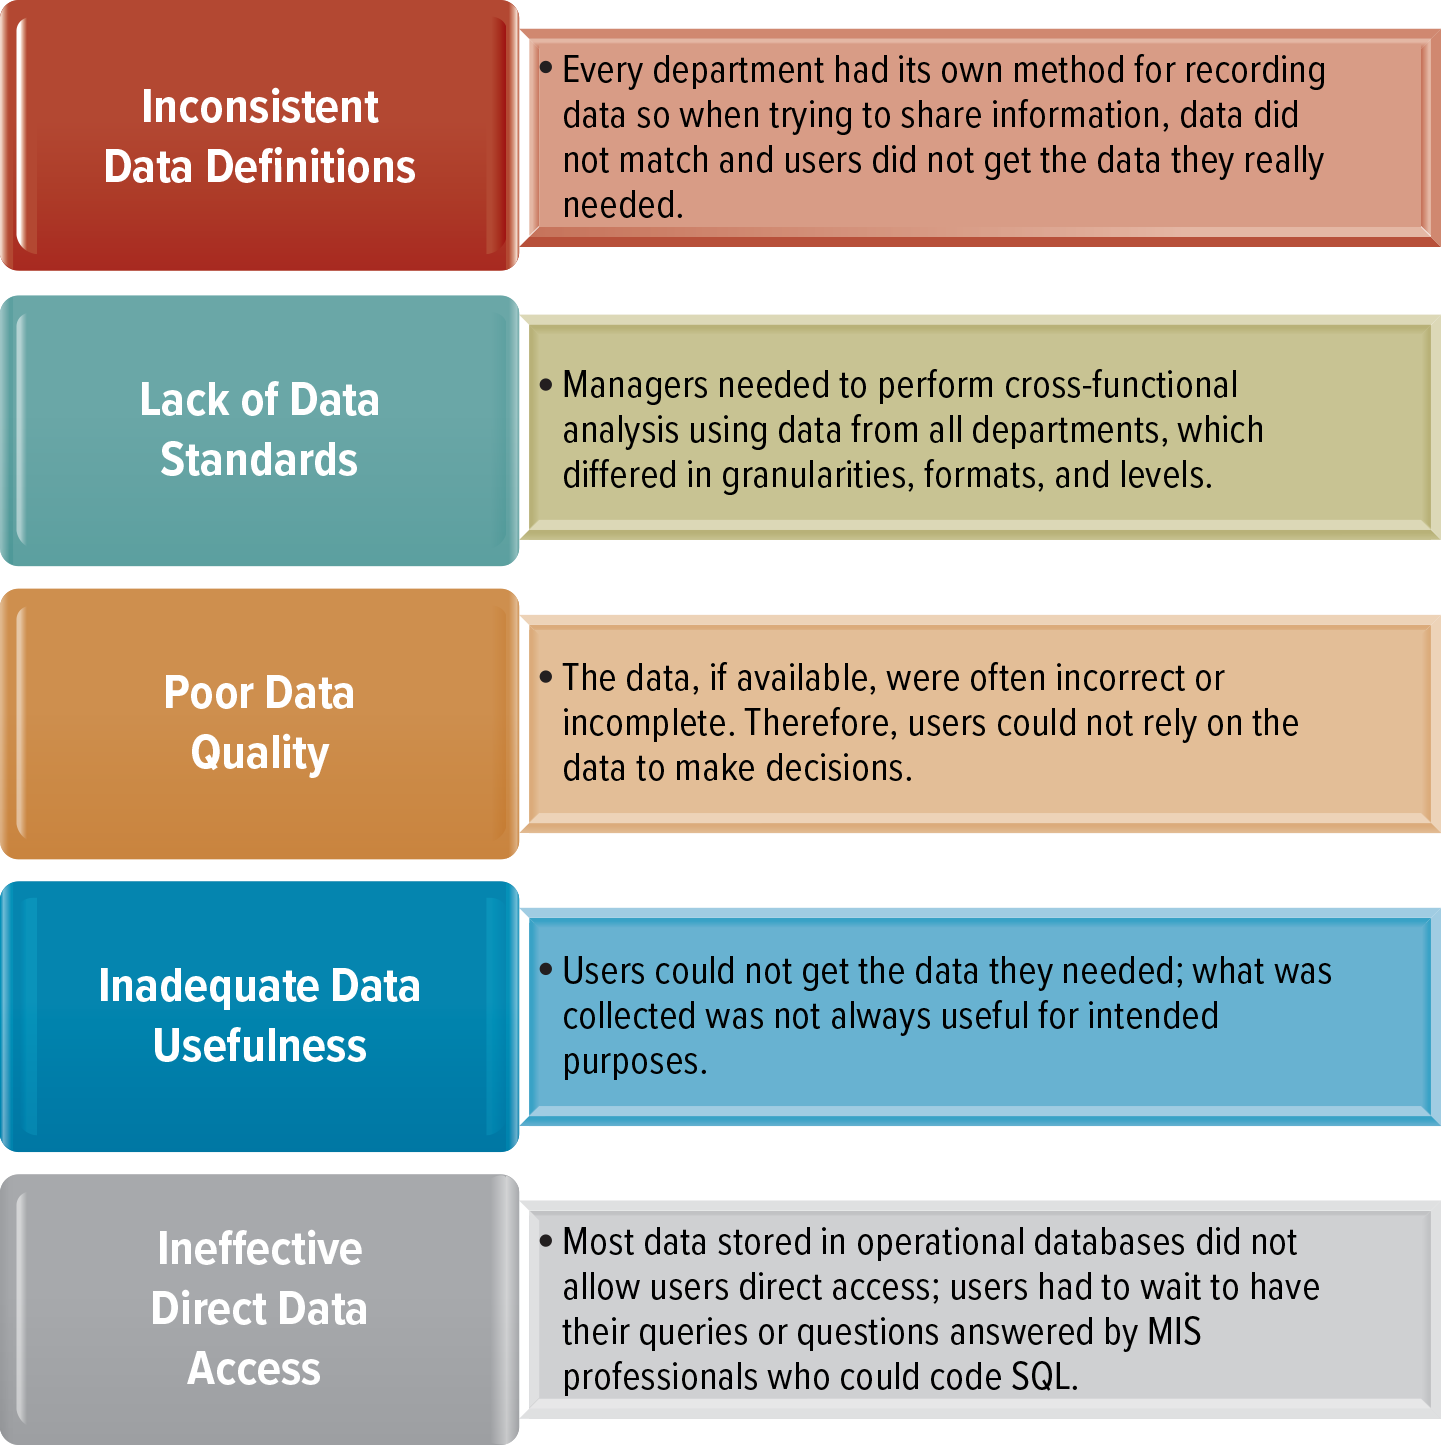 Inconsistent
Data Definitions
• Every department had its own method for recording
data so when trying to share information, data did
not match and users did not get the data they really
needed.
Lack of Data
Standards
• Managers needed to perform cross-functional
analysis using data from all departments, which
differed in granularities, formats, and levels.
Poor Data
Quality
• The data, if available, were often incorrect or
incomplete. Therefore, users could not rely on the
data to make decisions.
Inadequate Data
Usefulness
• Users could not get the data they needed; what was
collected was not always useful for intended
purposes.
Ineffective
Direct Data
Access
• Most data stored in operational databases did not
allow users direct access; users had to wait to have
their queries or questions answered by MIS
professionals who could code SQL.